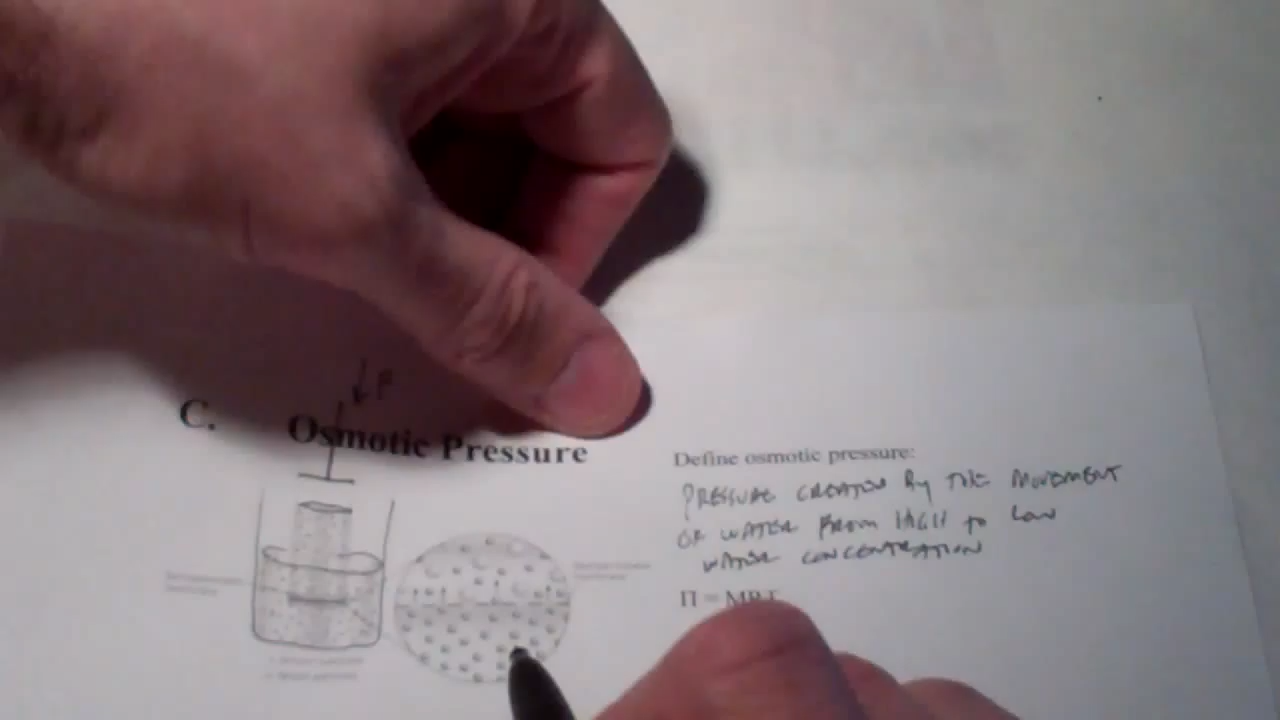 P
C. Osmotic Pressure
Define osmotic pressure:
PRESSURE CREATED By THE MOVEMENT
OF WATER FROM HIGH to Low
WATER CONCENTRATION
Π = MRT